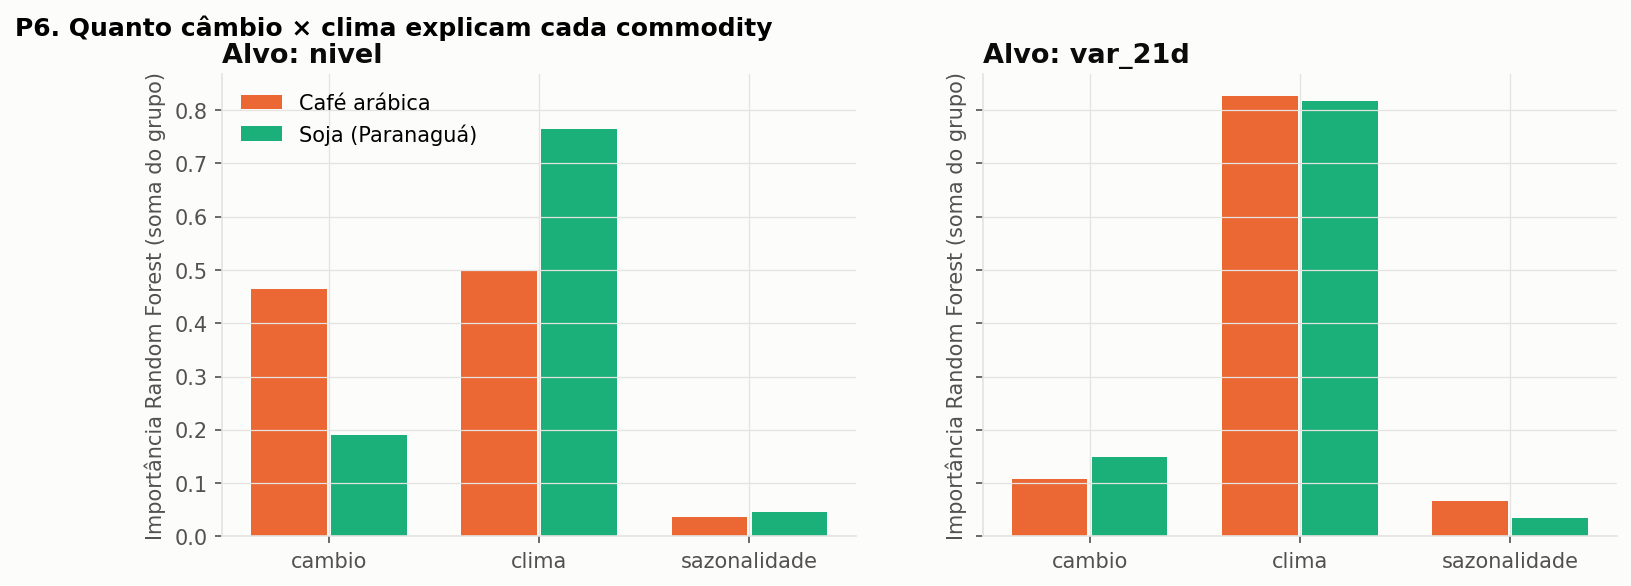 P6. Quanto câmbio × clima explicam cada commodity
Alvo: nivel
Importância Random Forest (soma do grupo)
0.8
0.7
0.6
0.5
0.4
0.3
0.2
0.1
0.0
Café arábica
Soja (Paranaguá)
cambio
clima
sazonalidade
Alvo: var_21d
Importância Random Forest (soma do grupo)
cambio
clima
sazonalidade